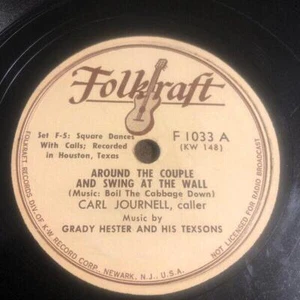 Folkraft
Set F-5: Square Dances
With Calls; Recorded
in Houston, Texas
F 1033 A
(KW 148)
AROUND THE COUPLE
AND SWING AT THE WALL
(Music: Boil The Cabbage Down)
CARL JOURNELL, caller
Music by
GRADY HESTER AND HIS TEXSONS
FOLKRAFT RECORDS DIV. OF K-W RECORD CORP., NEWARK, N.J., U.S.A.
NOT LICENSED FOR RADIO BROADCAST